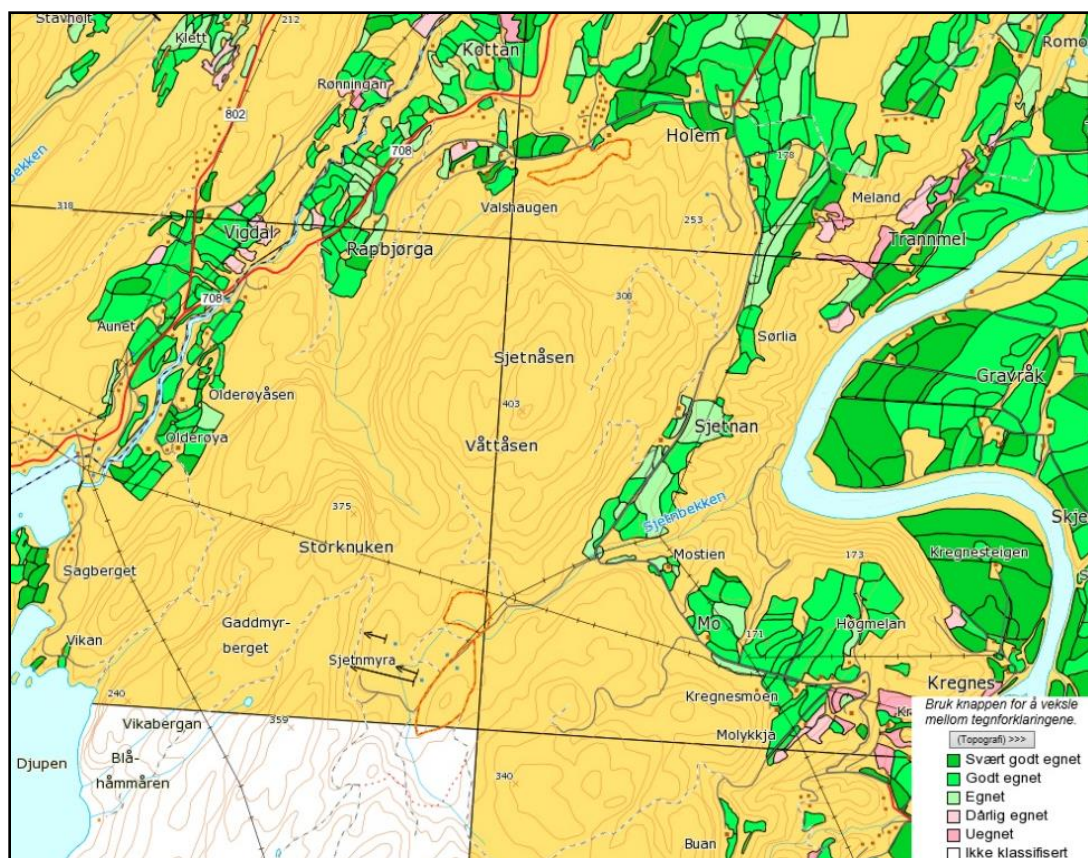 Stavholt
212
Klett
Kottan
Romo
Rønningan
802
708
bekken
Holem
178
318
Valshaugen
253
Meland
Vigdal
Rapbjørga
Trannmel
708
308
Aunet
Sjetnåsen
Sørlia
Gravråk
Olderøyåsen
403
Olderøya
Våttåsen
Sjetnan
375
Sjetnbekken
Skje
Storknuken
Mostien
173
Kregnesteigen
Sagberget
Gaddmyr-
berget
Mo
171
Høgmelan
Vikan
Sjetnmyra
Kregnes
240
Kregnesmoen
Vikabergan
359
Molykkja
Djupen
Blå-
håmmåren
340
Buan
Bruk knappen for å veksle
mellom tegnforklaringene.
(Topografi) >>>
Svært godt egnet
Godt egnet
Egnet
Dårlig egnet
Uegnet
Ikke klassifisert